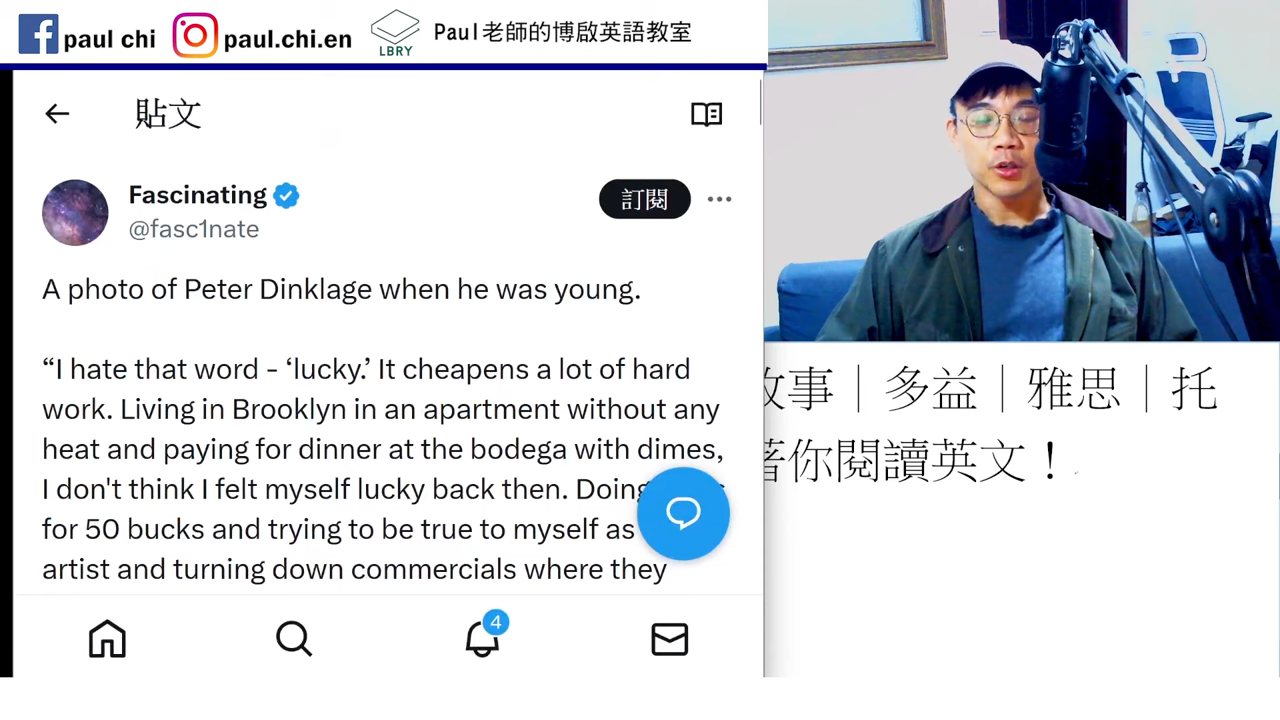 paul chi
paul.chi.en
LBRY
Paul老師的博啟英語教室
貼文
Fascinating
訂閱
@fasc1nate
A photo of Peter Dinklage when he was young.
“I hate that word - ‘lucky.’ It cheapens a lot of hard
work. Living in Brooklyn in an apartment without any
heat and paying for dinner at the bodega with dimes,
I don't think I felt myself lucky back then. Doing
for 50 bucks and trying to be true to myself as
artist and turning down commercials where they
4
事｜多益｜雅思｜托
你閱讀英文！